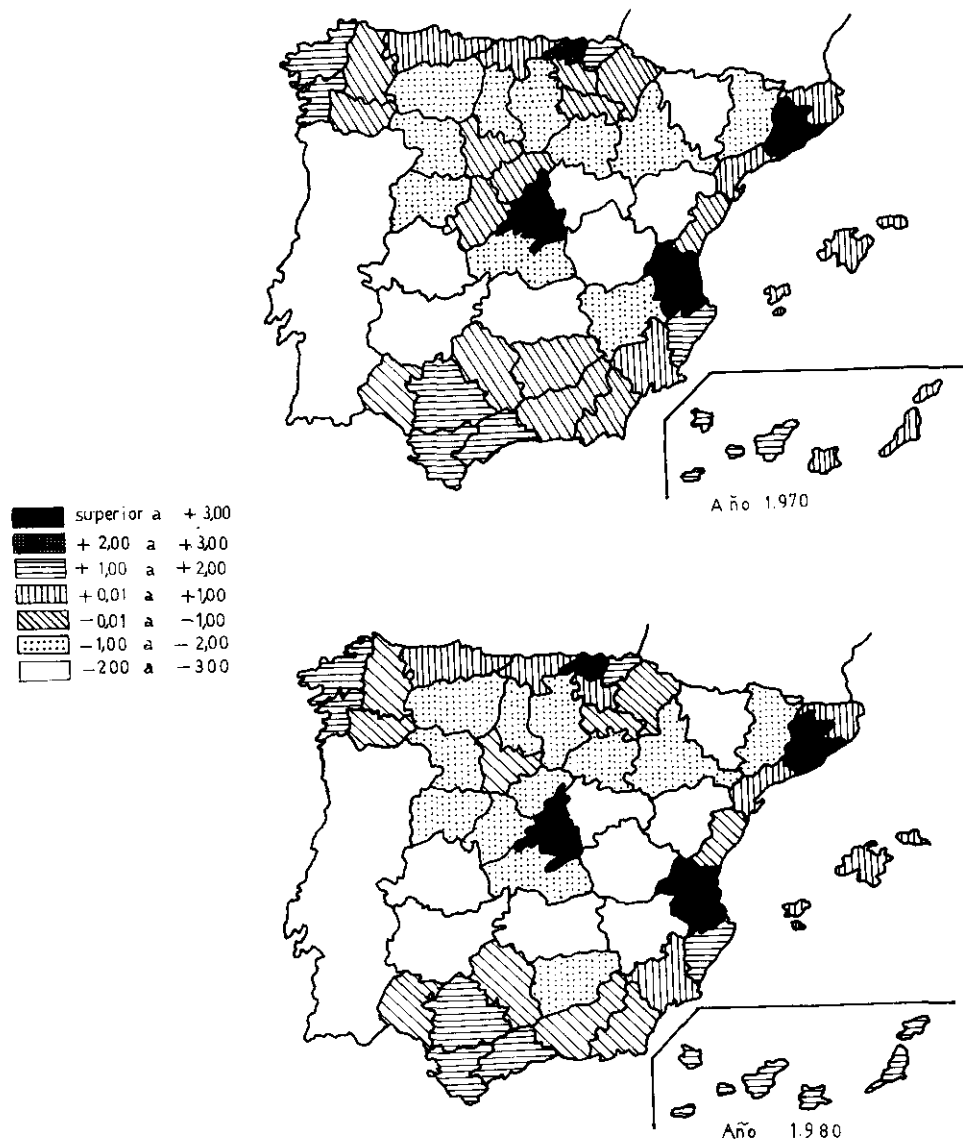 Año 1.970
superior a + 3,00
+ 2,00 a + 3,00
+ 1,00 a + 2,00
+ 0,01 a + 1,00
- 0,01 a - 1,00
- 1,00 a - 2,00
- 2,00 a - 3,00
Año 1.980